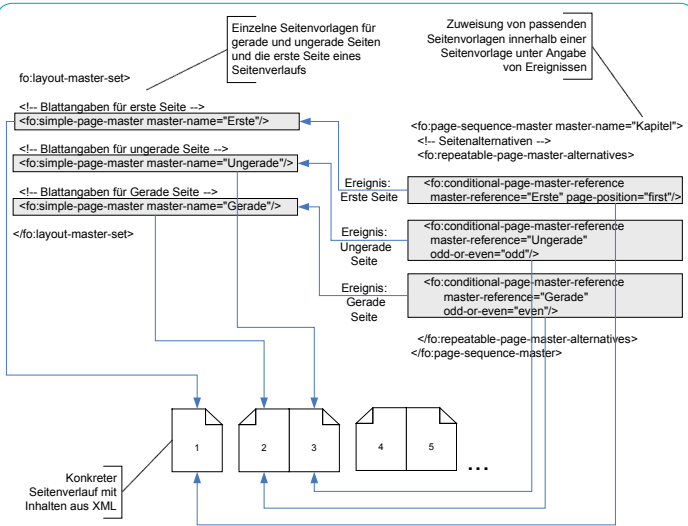 Einzelne Seitenvorlagen für
gerade und ungerade Seiten
und die erste Seite eines
Seitenverlaufs
Zuweisung von passenden
Seitenvorlagen innerhalb einer
Seitenvorlage unter Angabe
von Ereignissen
fo:layout-master-set>
<!-- Blattangaben für erste Seite -->
<fo:simple-page-master master-name="Erste"/>
<!-- Blattangaben für ungerade Seite -->
<fo:simple-page-master master-name="Ungerade"/>
<!-- Blattangaben für Gerade Seite -->
<fo:simple-page-master master-name="Gerade"/>
</fo:layout-master-set>
<fo:page-sequence-master master-name="Kapitel">
<!-- Seitenalternativen -->
<fo:repeatable-page-master-alternatives>
Ereignis:
Erste Seite
<fo:conditional-page-master-reference
master-reference="Erste" page-position="first"/>
Ereignis:
Ungerade
Seite
<fo:conditional-page-master-reference
master-reference="Ungerade"
odd-or-even="odd"/>
Ereignis:
Gerade
Seite
<fo:conditional-page-master-reference
master-reference="Gerade"
odd-or-even="even"/>
</fo:repeatable-page-master-alternatives>
</fo:page-sequence-master>
1
2
3
4
5
...
Konkreter
Seitenverlauf mit
Inhalten aus XML